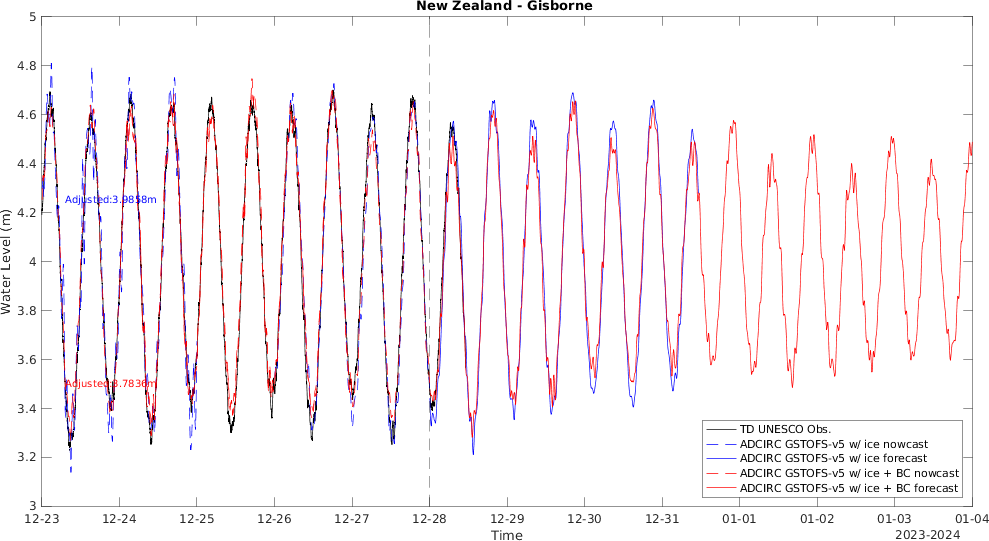 New Zealand - Gisborne
5
4.8
4.6
4.4
4.2
4
3.8
3.6
3.4
3.2
3
Water Level (m)
Adjusted:3.9858m
Adjusted:3.7836m
TD UNESCO Obs.
ADCIRC GSTOFS-v5 w/ ice nowcast
ADCIRC GSTOFS-v5 w/ ice forecast
ADCIRC GSTOFS-v5 w/ ice + BC nowcast
ADCIRC GSTOFS-v5 w/ ice + BC forecast
12-23 12-24 12-25 12-26 12-27 12-28 12-29 12-30 12-31 01-01 01-02 01-03 01-04
Time
2023-2024